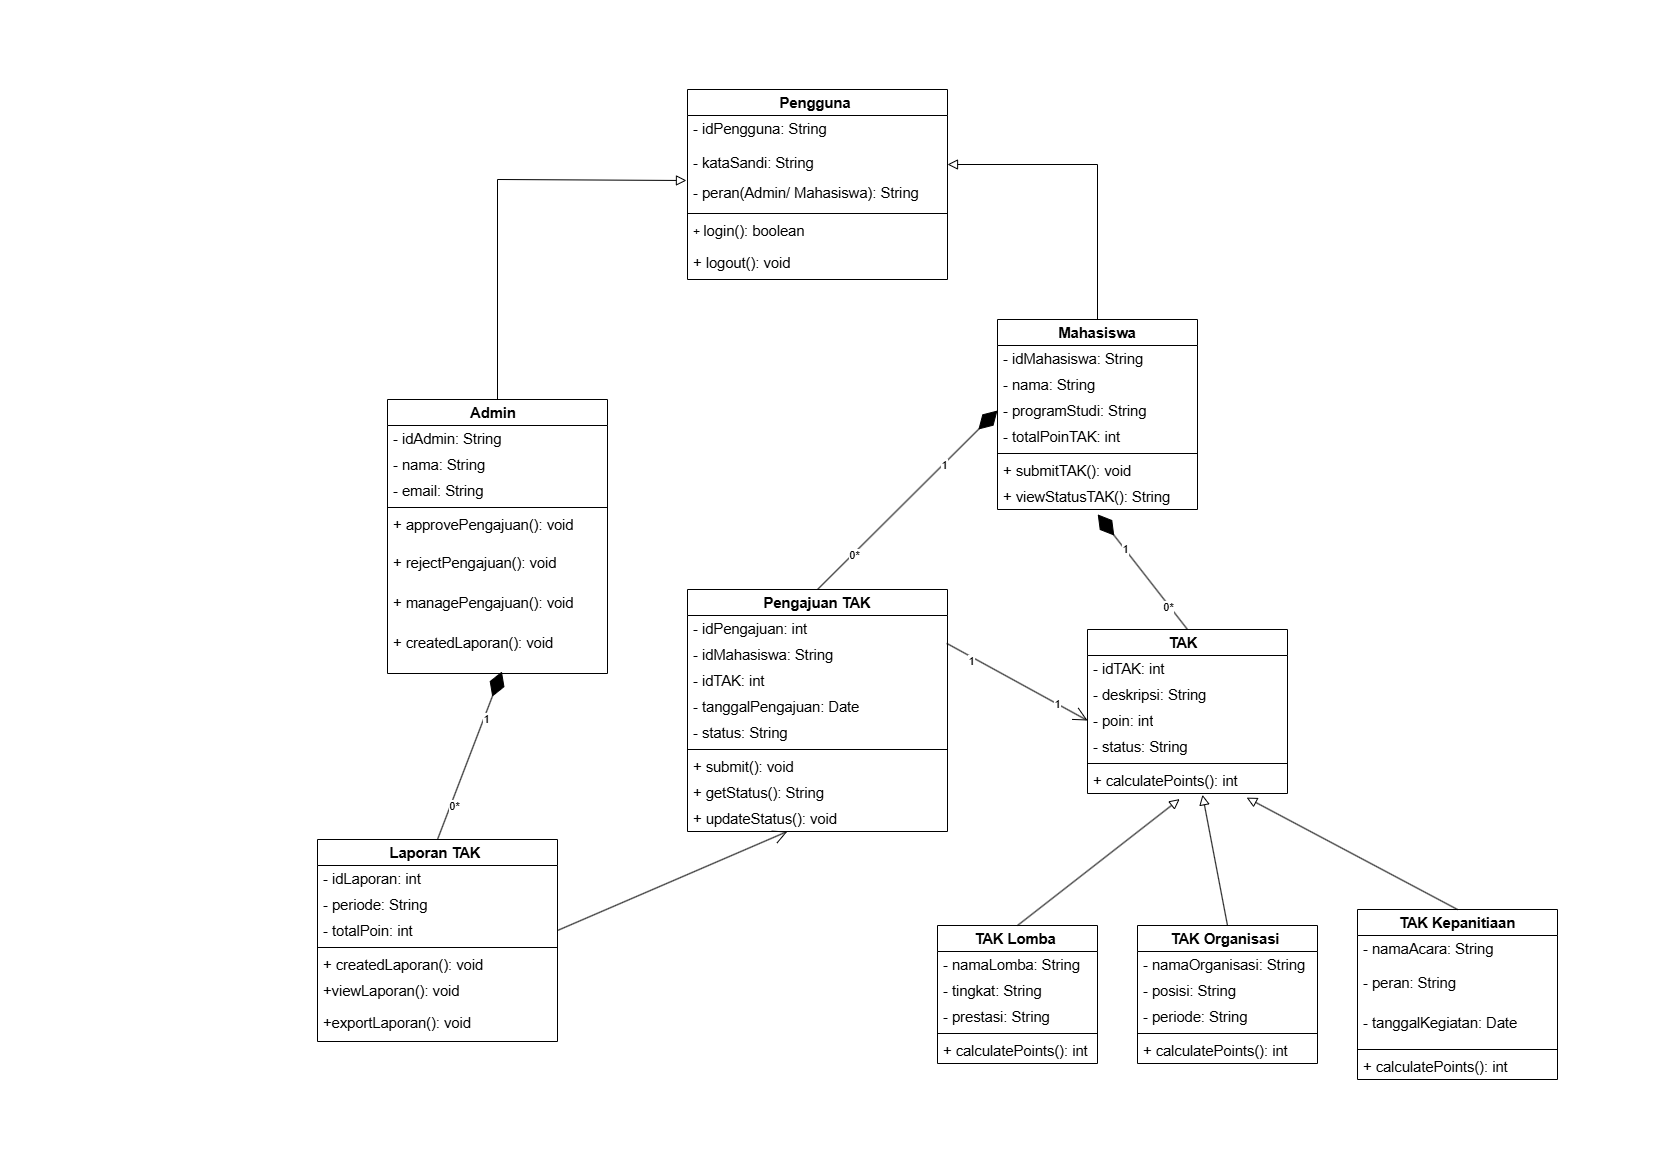 Pengguna
- idPengguna: String
- kataSandi: String
- peran(Admin/ Mahasiswa): String
+ login(): boolean
+ logout(): void
Mahasiswa
- idMahasiswa: String
- nama: String
- programStudi: String
- totalPoinTAK: int
+ submitTAK(): void
+ viewStatusTAK(): String
Admin
- idAdmin: String
- nama: String
- email: String
+ approvePengajuan(): void
+ rejectPengajuan(): void
+ managePengajuan(): void
+ createdLaporan(): void
1
0*
1
0*
Pengajuan TAK
- idPengajuan: int
- idMahasiswa: String
- idTAK: int
- tanggalPengajuan: Date
- status: String
+ submit(): void
+ getStatus(): String
+ updateStatus(): void
1
1
TAK
- idTAK: int
- deskripsi: String
- poin: int
- status: String
+ calculatePoints(): int
1
0*
Laporan TAK
- idLaporan: int
- periode: String
- totalPoin: int
+ createdLaporan(): void
+viewLaporan(): void
+exportLaporan(): void
TAK Lomba
- namaLomba: String
- tingkat: String
- prestasi: String
+ calculatePoints(): int
TAK Organisasi
- namaOrganisasi: String
- posisi: String
- periode: String
+ calculatePoints(): int
TAK Kepanitiaan
- namaAcara: String
- peran: String
- tanggalKegiatan: Date
+ calculatePoints(): int